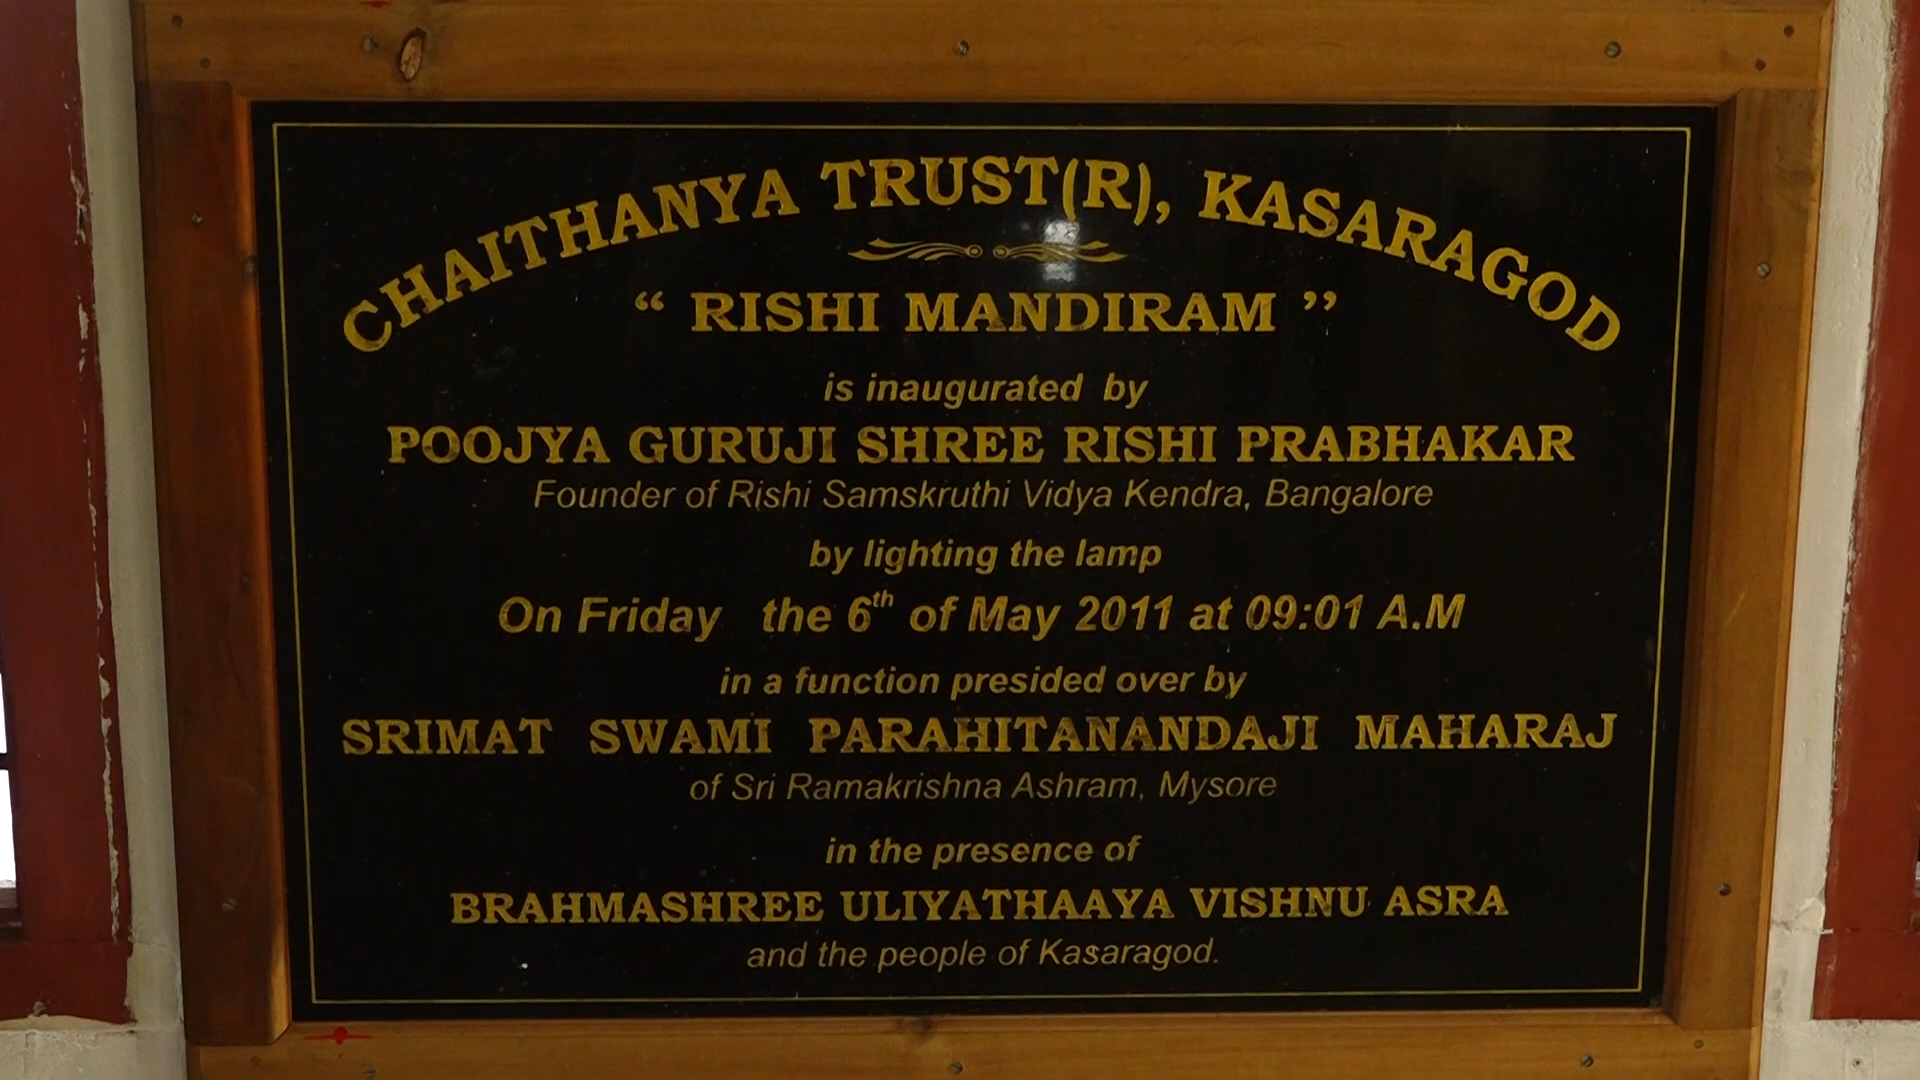 CHAITHANYA TRUST(R), KASARAGOD
“ RISHI MANDIRAM ”
is inaugurated by
POOJYA GURUJI SHREE RISHI PRABHAKAR
Founder of Rishi Samskruthi Vidya Kendra, Bangalore
by lighting the lamp
On Friday the 6th of May 2011 at 09:01 A.M
in a function presided over by
SRIMAT SWAMI PARAHITANANDAJI MAHARAJ
of Sri Ramakrishna Ashram, Mysore
in the presence of
BRAHMASHREE ULIYATHAAYA VISHNU ASRA
and the people of Kasaragod.